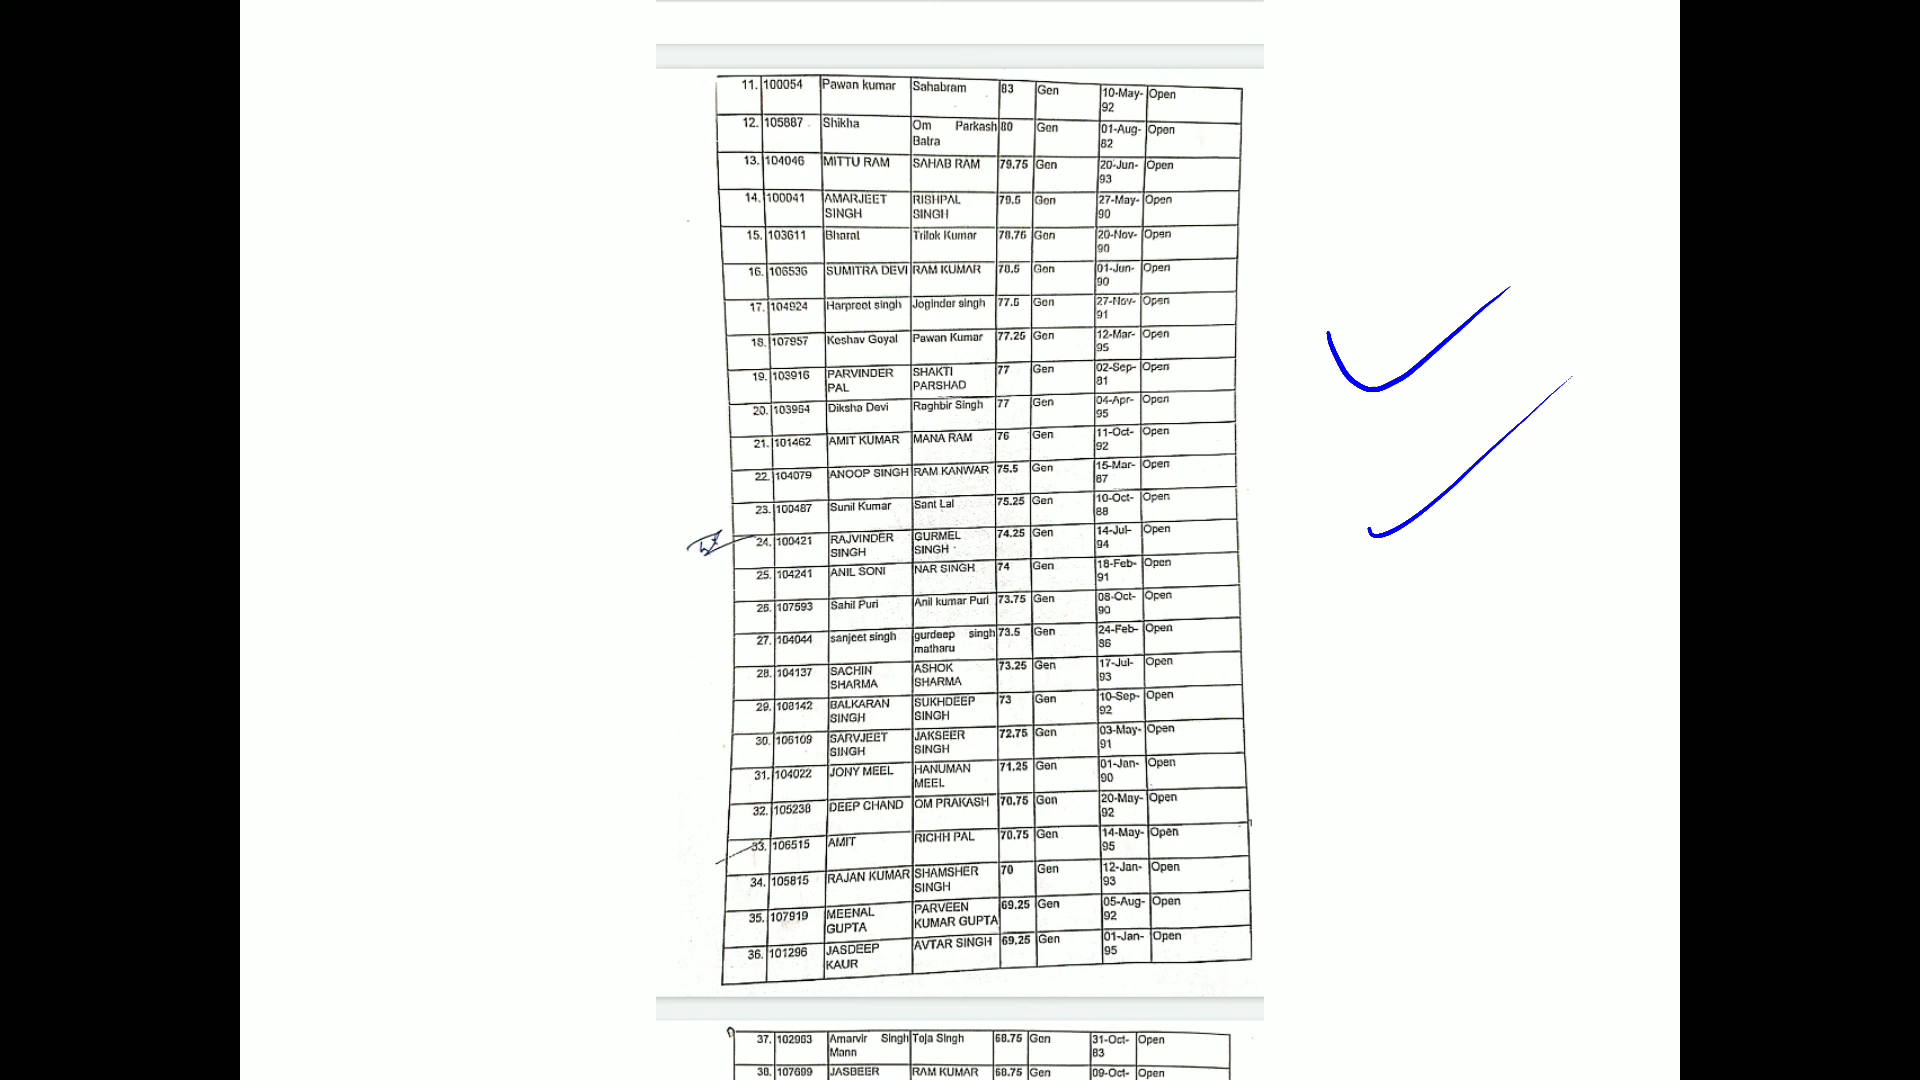 11. 100054 Pawan kumar Sahabram 83 Gen 10-May-92 Open
12. 105887 Shikha Om Parkash Batra 80 Gen 01-Aug-82 Open
13. 104046 MITTU RAM SAHAB RAM 79.75 Gen 20-Jun-93 Open
14. 100041 AMARJEET SINGH RISHPAL SINGH 79.5 Gen 27-May-90 Open
15. 103611 Bharat Trilok Kumar 78.75 Gen 20-Nov-90 Open
16. 106536 SUMITRA DEVI RAM KUMAR 78.5 Gen 01-Jun-90 Open
17. 104924 Harpreet singh Joginder singh 77.5 Gen 27-Nov-91 Open
18. 107957 Keshav Goyal Pawan Kumar 77.25 Gen 12-Mar-95 Open
19. 103916 PARVINDER PAL SHAKTI PARSHAD 77 Gen 02-Sep-81 Open
20. 103964 Diksha Devi Raghbir Singh 77 Gen 04-Apr-95 Open
21. 101462 AMIT KUMAR MANA RAM 76 Gen 11-Oct-92 Open
22. 104079 ANOOP SINGH RAM KANWAR 75.5 Gen 15-Mar-87 Open
23. 100487 Sunil Kumar Sant Lal 75.25 Gen 10-Oct-88 Open
24. 100421 RAJVINDER SINGH GURMEL SINGH 74.25 Gen 14-Jul-94 Open
25. 104241 ANIL SONI NAR SINGH 74 Gen 18-Feb-91 Open
26. 107593 Sahil Puri Anil kumar Puri 73.75 Gen 08-Oct-90 Open
27. 104044 sanjeet singh gurdeep singh matharu 73.5 Gen 24-Feb-86 Open
28. 104137 SACHIN SHARMA ASHOK SHARMA 73.25 Gen 17-Jul-93 Open
29. 108142 BALKARAN SINGH SUKHDEEP SINGH 73 Gen 10-Sep-92 Open
30. 106109 SARVJEET SINGH JAKSEER SINGH 72.75 Gen 03-May-91 Open
31. 104022 JONY MEEL HANUMAN MEEL 71.25 Gen 01-Jan-90 Open
32. 105238 DEEP CHAND OM PRAKASH 70.75 Gen 20-May-92 Open
33. 106515 AMIT RICHH PAL 70.75 Gen 14-May-95 Open
34. 105815 RAJAN KUMAR SHAMSHER SINGH 70 Gen 12-Jan-93 Open
35. 107919 MEENAL GUPTA PARVEEN KUMAR GUPTA 69.25 Gen 05-Aug-92 Open
36. 101296 JASDEEP KAUR AVTAR SINGH 69.25 Gen 01-Jan-95 Open
37. 102983 Amarvir Singh Mann Teja Singh 68.75 Gen 31-Oct-83 Open
38. 107699 JASBEER RAM KUMAR 68.75 Gen 09-Oct- Open